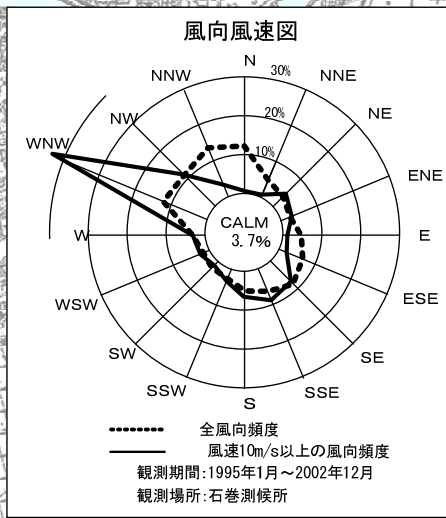 風向風速図
N
30%
NNW
NNE
20%
NW
NE
10%
WNW
ENE
CALM
3.7%
W
E
WSW
ESE
SW
SE
SSW
SSE
S
全風向頻度
風速10m/s以上の風向頻度
観測期間:1995年1月～2002年12月
観測場所:石巻測候所